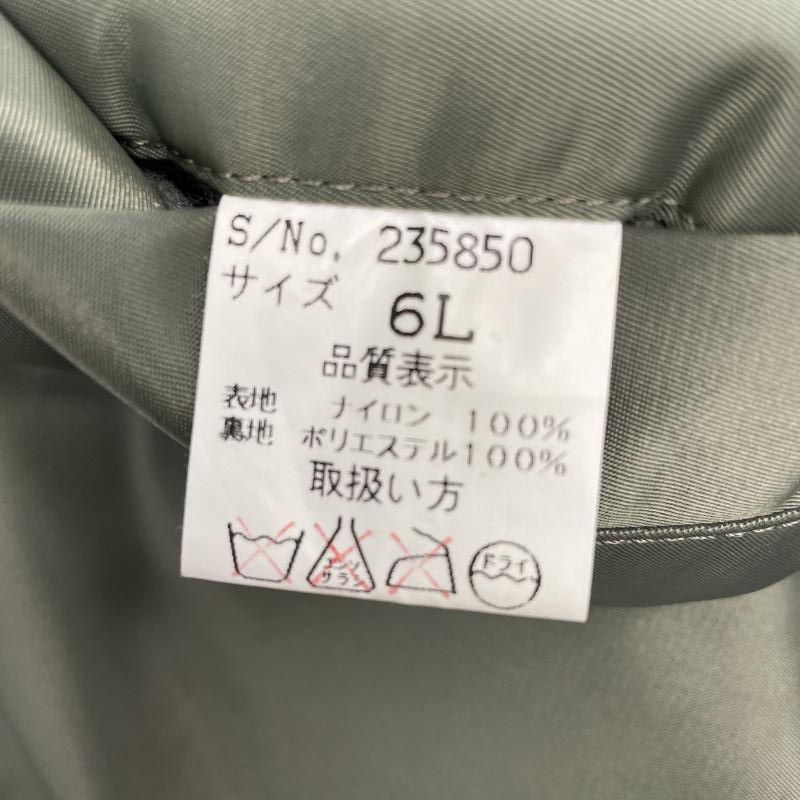 S/No. 235850
サイズ 6L
品質表示
表地 ナイロン 100%
裏地 ポリエステル100%
取扱い方
エンソ
サラシ
ドライ